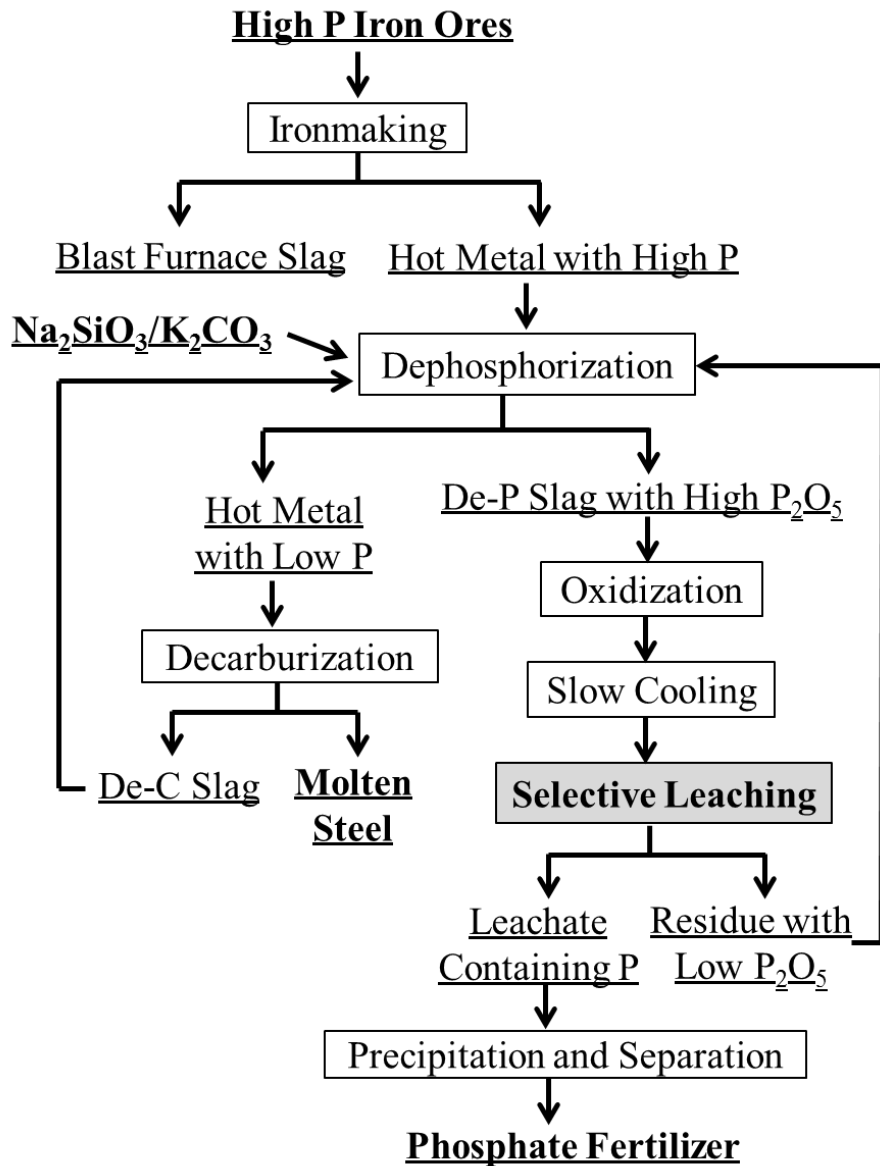 High P Iron Ores
Ironmaking
Blast Furnace Slag
Hot Metal with High P
Na₂SiO₃/K₂CO₃
Dephosphorization
Hot Metal
with Low P
De-P Slag with High P₂O₅
Oxidization
Decarburization
Slow Cooling
De-C Slag
Molten
Steel
Selective Leaching
Leachate
Containing P
Residue with
Low P₂O₅
Precipitation and Separation
Phosphate Fertilizer